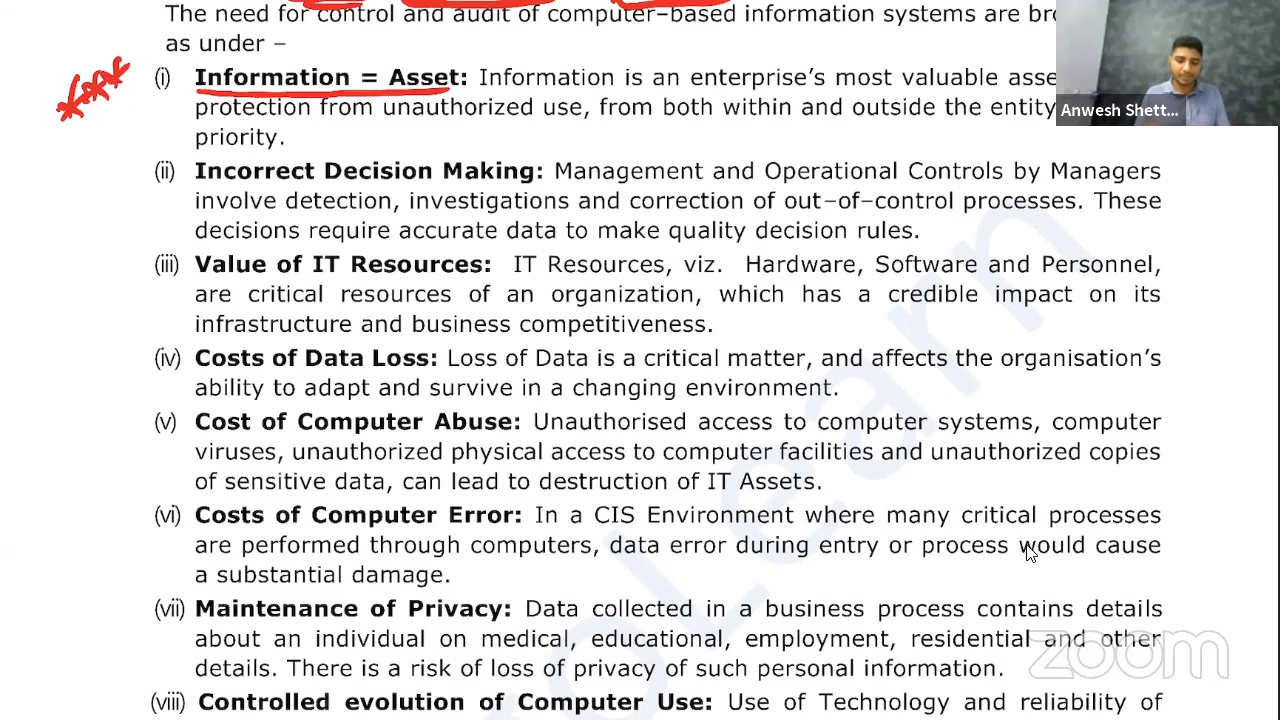 The need for control and audit of computer–based information systems are
as under –
(i) Information = Asset: Information is an enterprise's most valuable
protection from unauthorized use, from both within and outside the entity
priority.
(ii) Incorrect Decision Making: Management and Operational Controls by Managers
involve detection, investigations and correction of out–of–control processes. These
decisions require accurate data to make quality decision rules.
(iii) Value of IT Resources: IT Resources, viz. Hardware, Software and Personnel,
are critical resources of an organization, which has a credible impact on its
infrastructure and business competitiveness.
(iv) Costs of Data Loss: Loss of Data is a critical matter, and affects the organisation's
ability to adapt and survive in a changing environment.
(v) Cost of Computer Abuse: Unauthorised access to computer systems, computer
viruses, unauthorized physical access to computer facilities and unauthorized copies
of sensitive data, can lead to destruction of IT Assets.
(vi) Costs of Computer Error: In a CIS Environment where many critical processes
are performed through computers, data error during entry or process would cause
a substantial damage.
(vii) Maintenance of Privacy: Data collected in a business process contains details
about an individual on medical, educational, employment, residential and other
details. There is a risk of loss of privacy of such personal information.
(viii) Controlled evolution of Computer Use: Use of Technology and reliability of
Anwesh Shett...
zoom
Learn